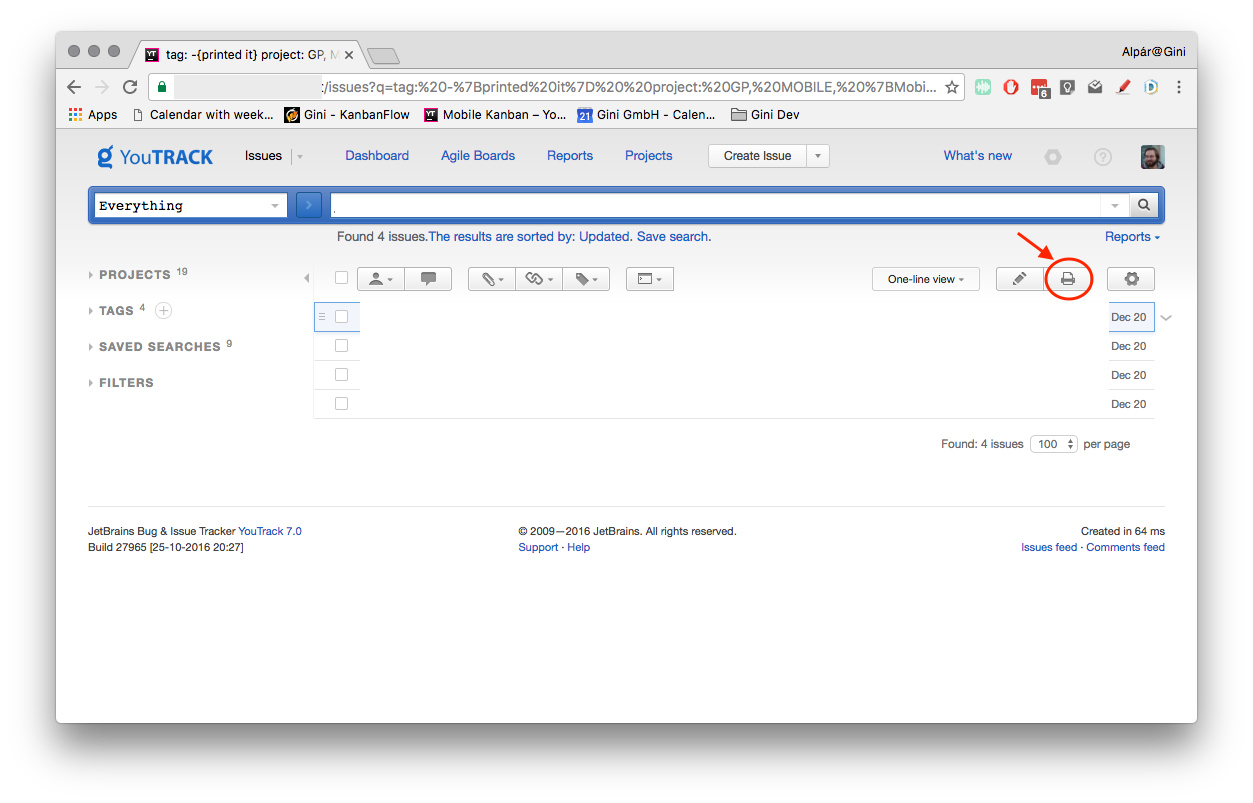 tag: -{printed it} project: GP, M
Alpár@Gini
:/issues?q=tag:%20-%7Bprinted%20it%7D%20%20project:%20GP,%20MOBILE,%20%7BMobi...
6
Apps Calendar with week... Gini - KanbanFlow YT Mobile Kanban – Yo... 21 Gini GmbH - Calen... Gini Dev
YouTRACK Issues Dashboard Agile Boards Reports Projects Create Issue What's new ?
Everything
Found 4 issues.The results are sorted by: Updated. Save search. Reports
PROJECTS 19
One-line view
TAGS 4
Dec 20
SAVED SEARCHES 9
Dec 20
FILTERS
Dec 20
Dec 20
Found: 4 issues 100 per page
JetBrains Bug & Issue Tracker YouTrack 7.0 © 2009—2016 JetBrains. All rights reserved. Created in 64 ms
Build 27965 [25-10-2016 20:27] Support · Help Issues feed · Comments feed